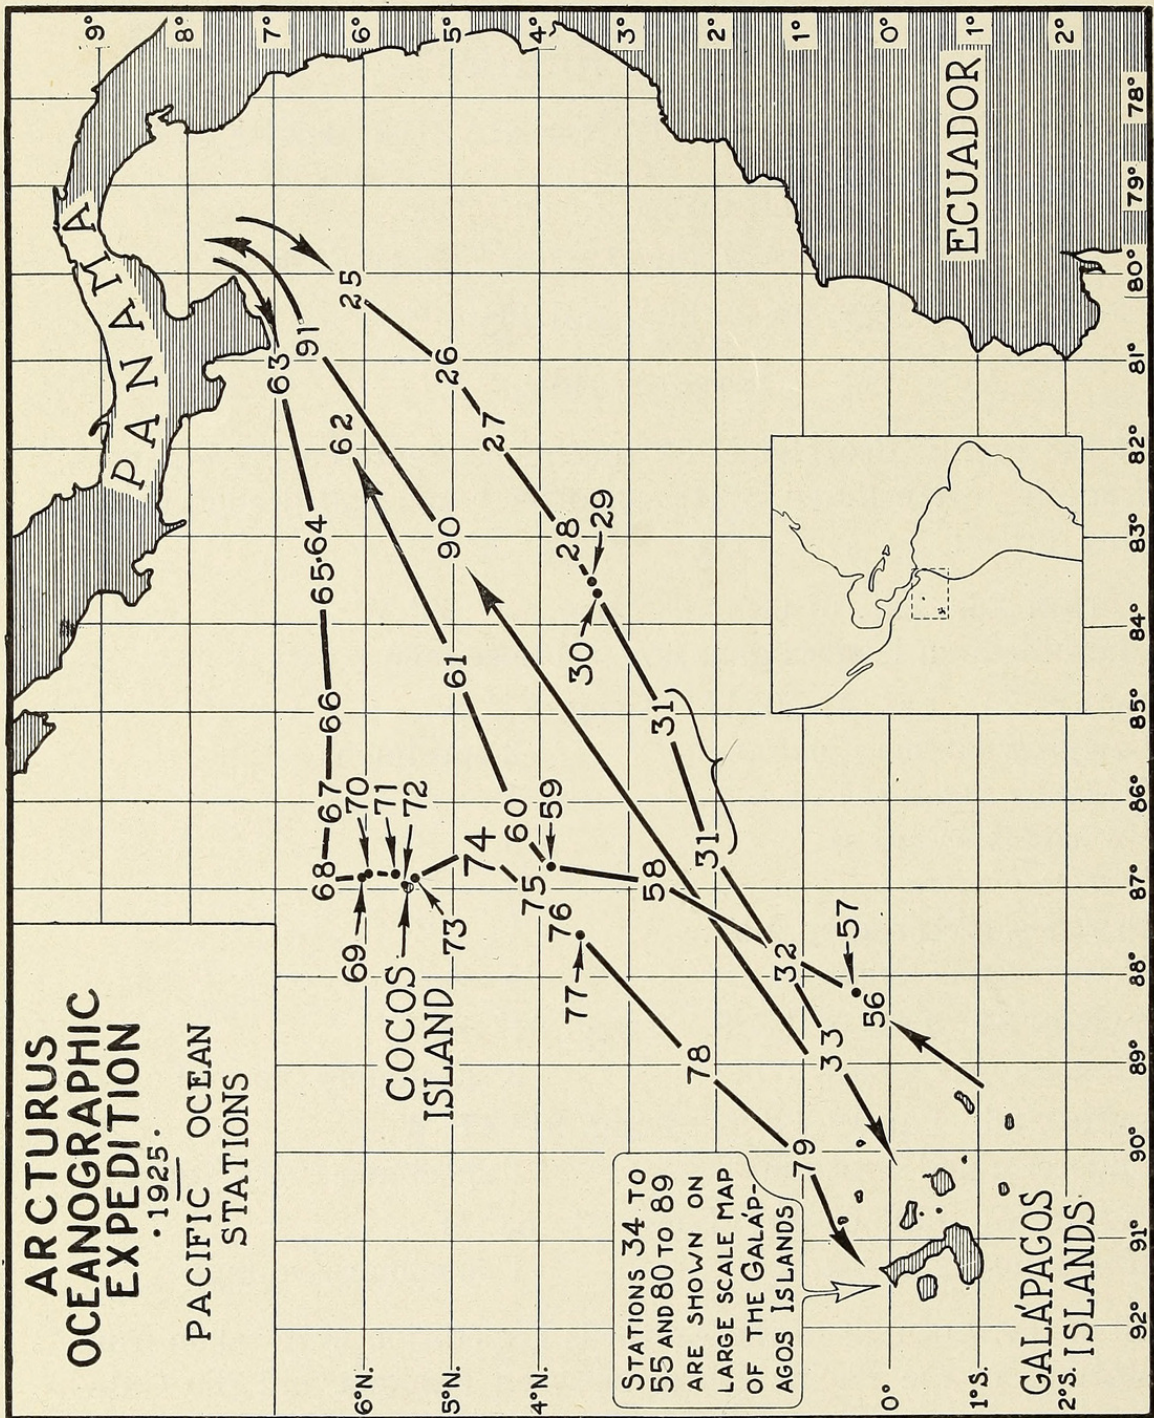 ARCTURUS
OCEANOGRAPHIC
EXPEDITION
·1925·
PACIFIC OCEAN
STATIONS
PANAMA
9°
8°
7°
6°
5°
4°
3°
2°
1°
0°
1°
2°
6°N.
5°N.
4°N.
0°
1°S.
2°S.
68
67
66
65·64
63
91
62
25
25
69
70
71
72
73
COCOS
ISLAND
74
61
90
26
27
75
60
59
76
77
28
29
30
58
31
31
78
32
79
33
57
56
STATIONS 34 TO
55 AND 80 TO 89
ARE SHOWN ON
LARGE SCALE MAP
OF THE GALÁP-
AGOS ISLANDS
ECUADOR
GALÁPAGOS
ISLANDS
92°
91°
90°
89°
88°
87°
86°
85°
84°
83°
82°
81°
80°
79°
78°